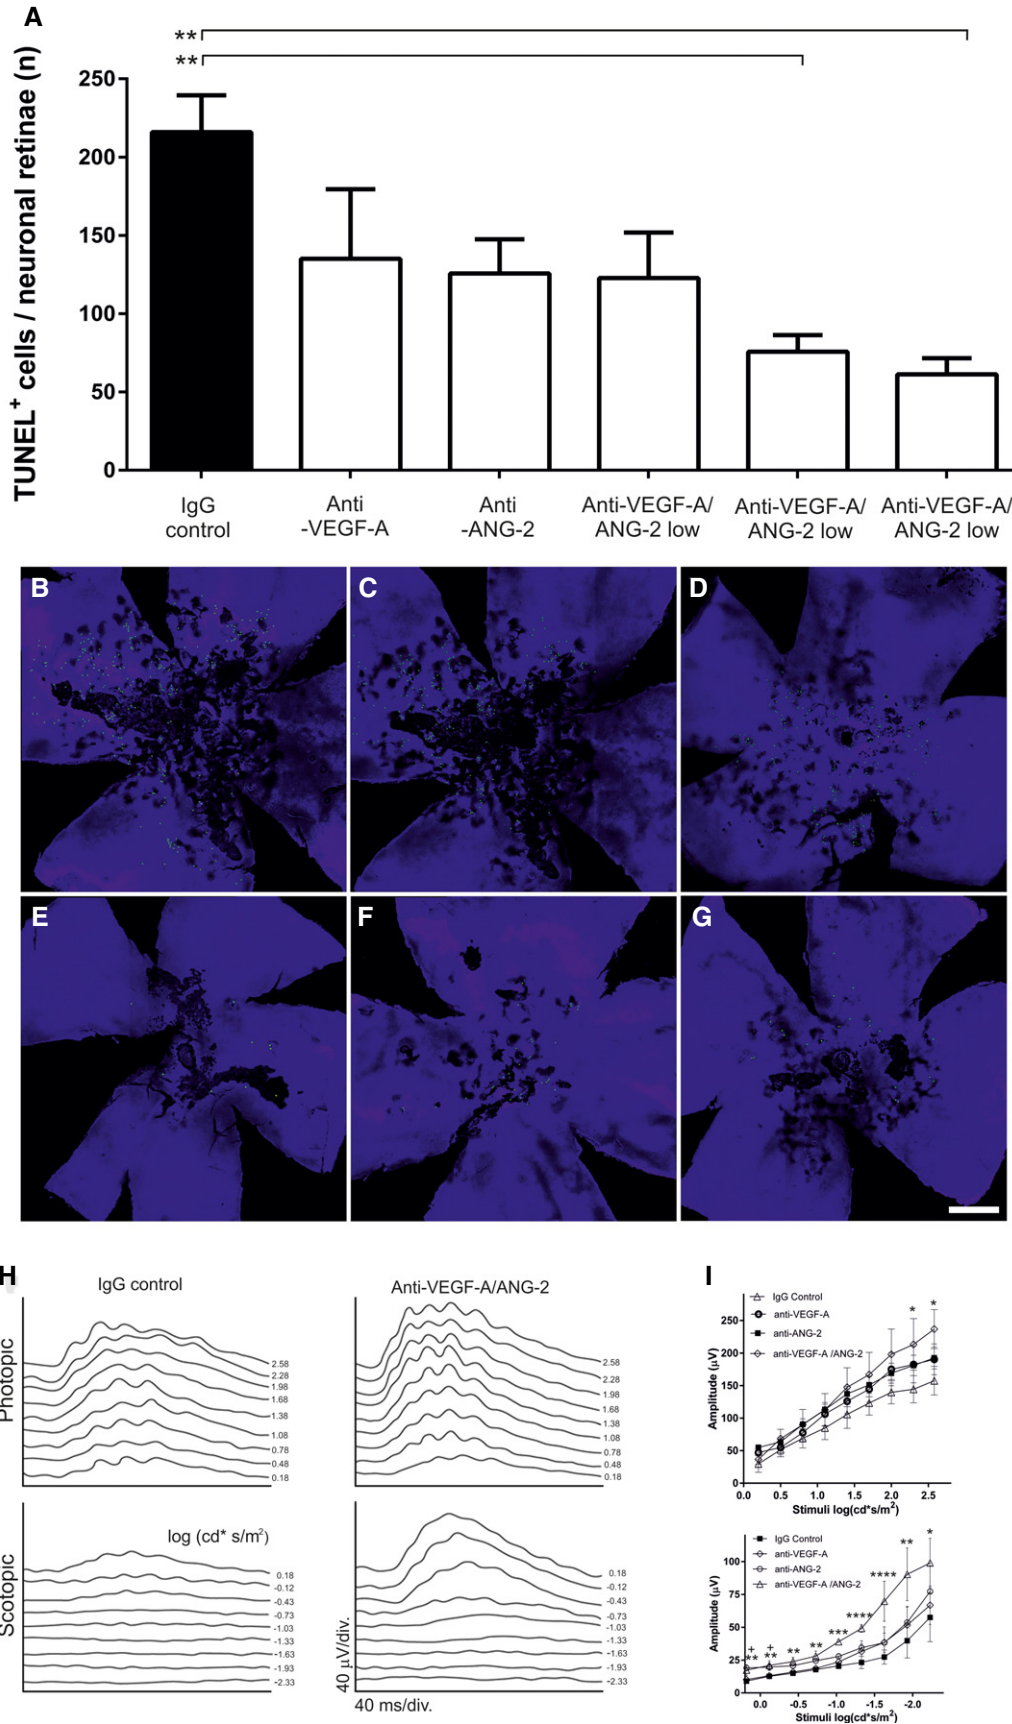 A
**
**
TUNEL+ cells / neuronal retinae (n)
250
200
150
100
50
0
IgG control
Anti -VEGF-A
Anti -ANG-2
Anti-VEGF-A/ ANG-2 low
Anti-VEGF-A/ ANG-2 low
Anti-VEGF-A/ ANG-2 low
B
C
D
E
F
G
H
IgG control
Anti-VEGF-A/ANG-2
Photopic
2.58
2.28
1.98
1.68
1.38
1.08
0.78
0.48
0.18
2.58
2.28
1.98
1.68
1.38
1.08
0.78
0.48
0.18
Scotopic
log (cd* s/m2)
0.18
-0.12
-0.43
-0.73
-1.03
-1.33
-1.63
-1.93
-2.33
0.18
-0.12
-0.43
-0.73
-1.03
-1.33
-1.63
-1.93
-2.33
40 µV/div.
40 ms/div.
I
IgG Control
anti-VEGF-A
anti-ANG-2
anti-VEGF-A /ANG-2
* *
Amplitude (µV)
250
200
150
100
50
0
0.0 0.5 1.0 1.5 2.0 2.5
Stimuli log(cd*s/m2)
IgG Control
anti-VEGF-A
anti-ANG-2
anti-VEGF-A /ANG-2
+ + 
** ** ** ** *** **** **** ** *
Amplitude (µV)
100
75
50
25
0
0.0 -0.5 -1.0 -1.5 -2.0
Stimuli log(cd*s/m2)